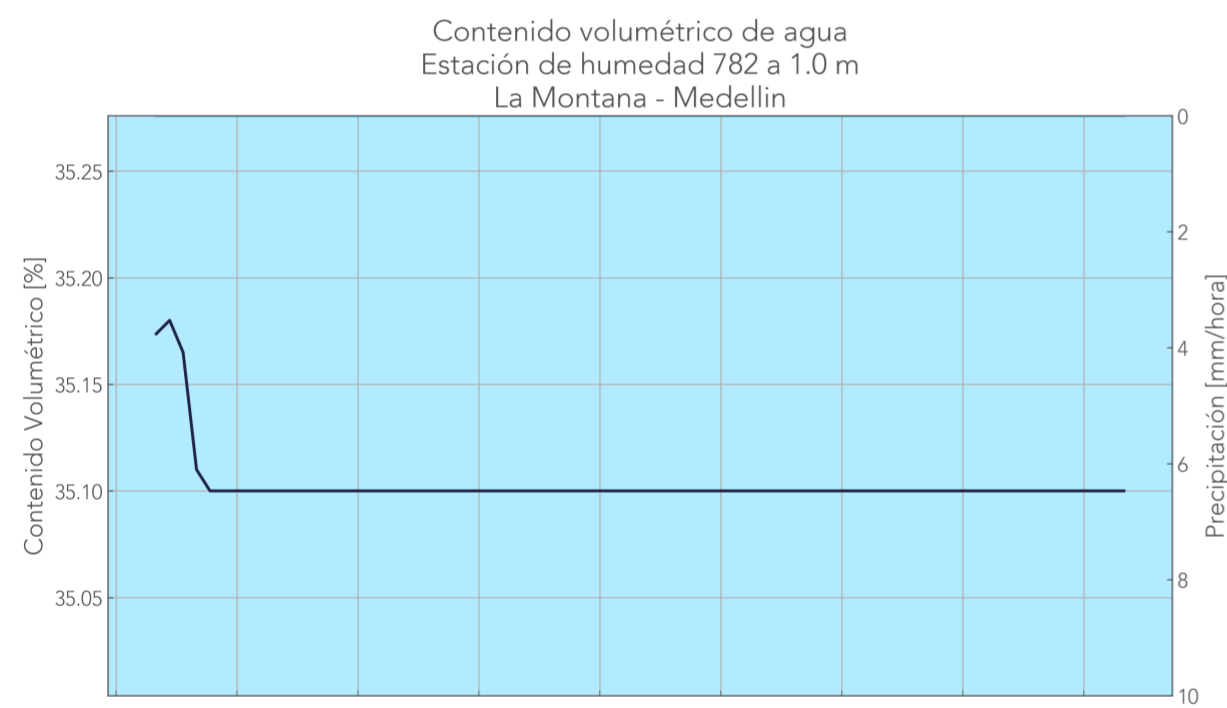 Contenido volumétrico de agua
Estación de humedad 782 a 1.0 m
La Montana - Medellin
Contenido Volumétrico [%]
35.25
35.20
35.15
35.10
35.05
0
2
4
6
8
10
Precipitación [mm/hora]